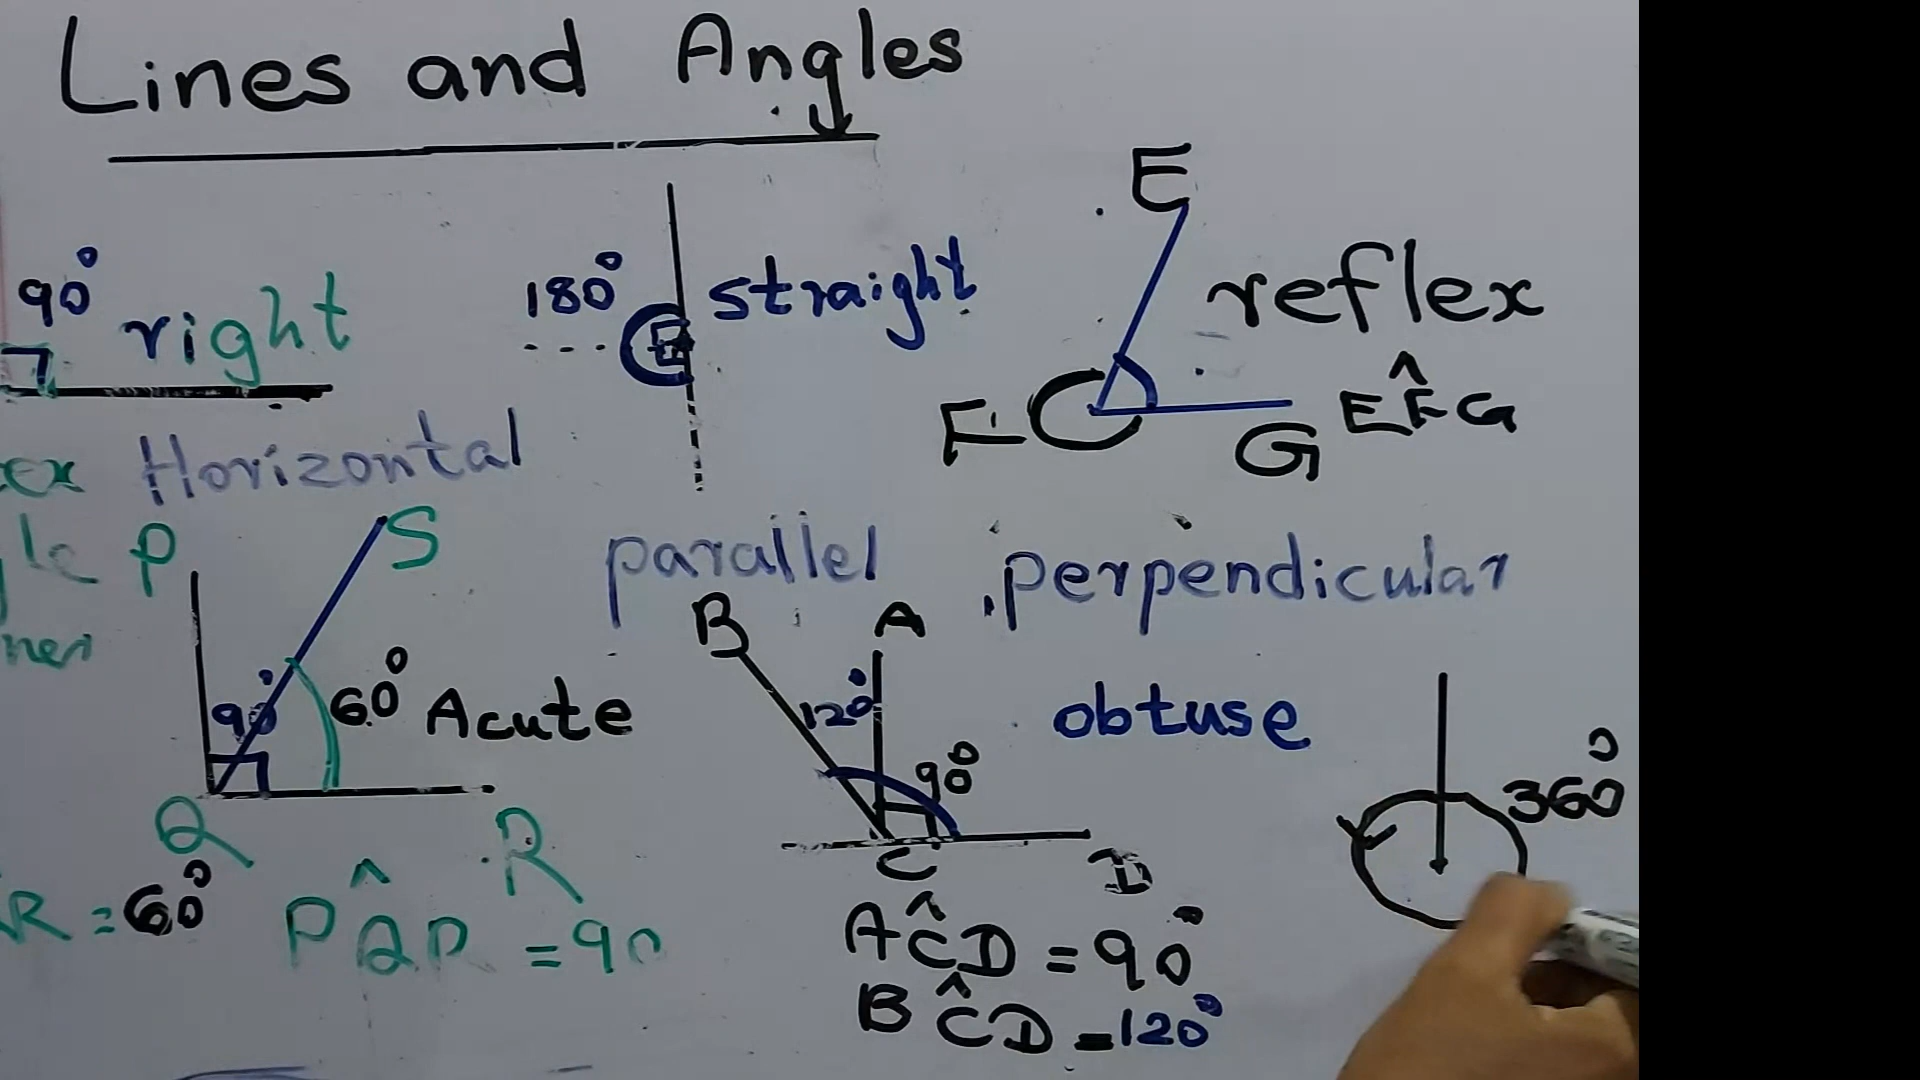 Lines and Angles
90° right
180° straight
E
reflex
F G EF̂G
Horizontal
P S
parallel perpendicular
B A
90° 60° Acute
120° obtuse
90°
360°
Q R
C D
R = 60° PQ̂R = 90
AĈD = 90°
BĈD = 120°